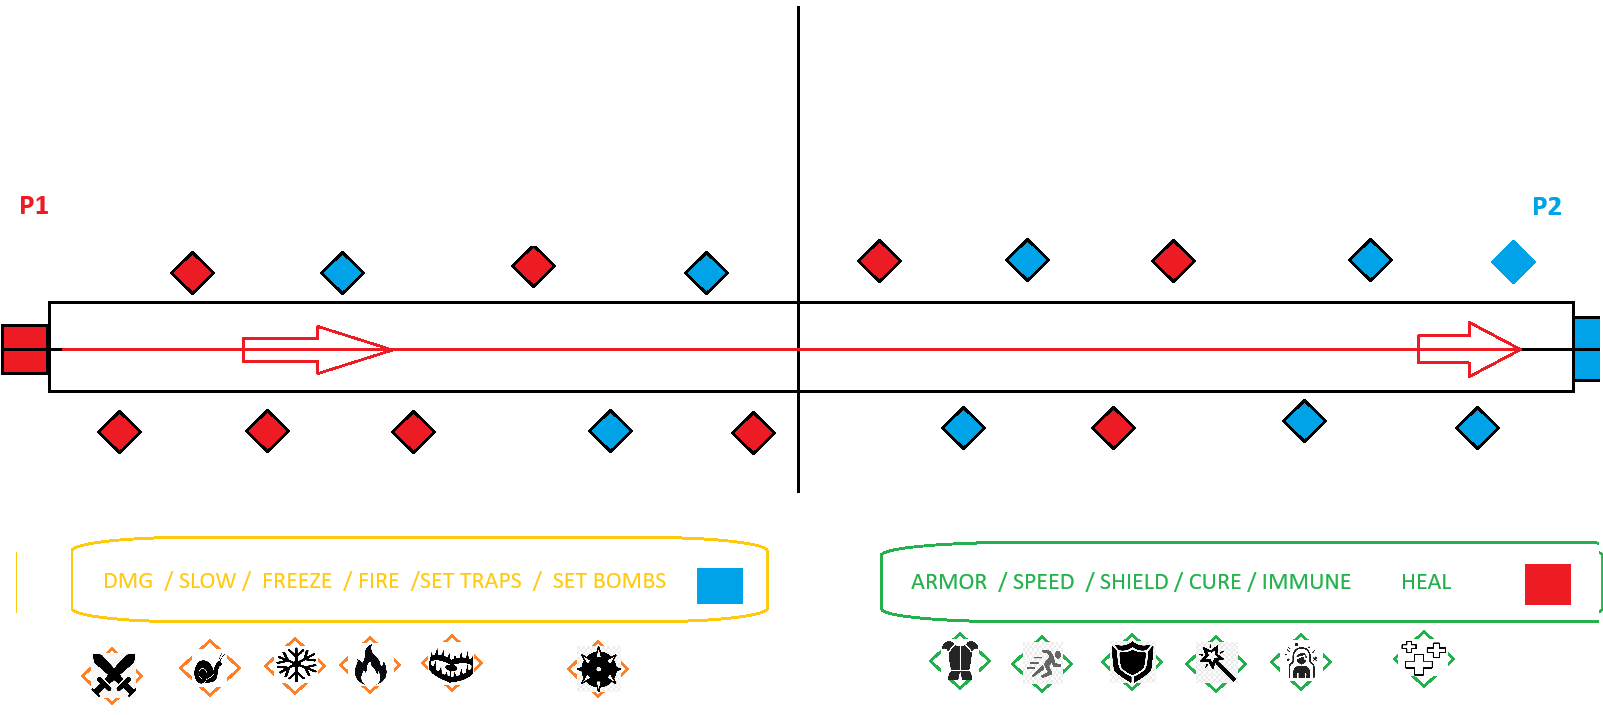 P1
P2
DMG / SLOW / FREEZE / FIRE /SET TRAPS / SET BOMBS
ARMOR / SPEED / SHIELD / CURE / IMMUNE HEAL